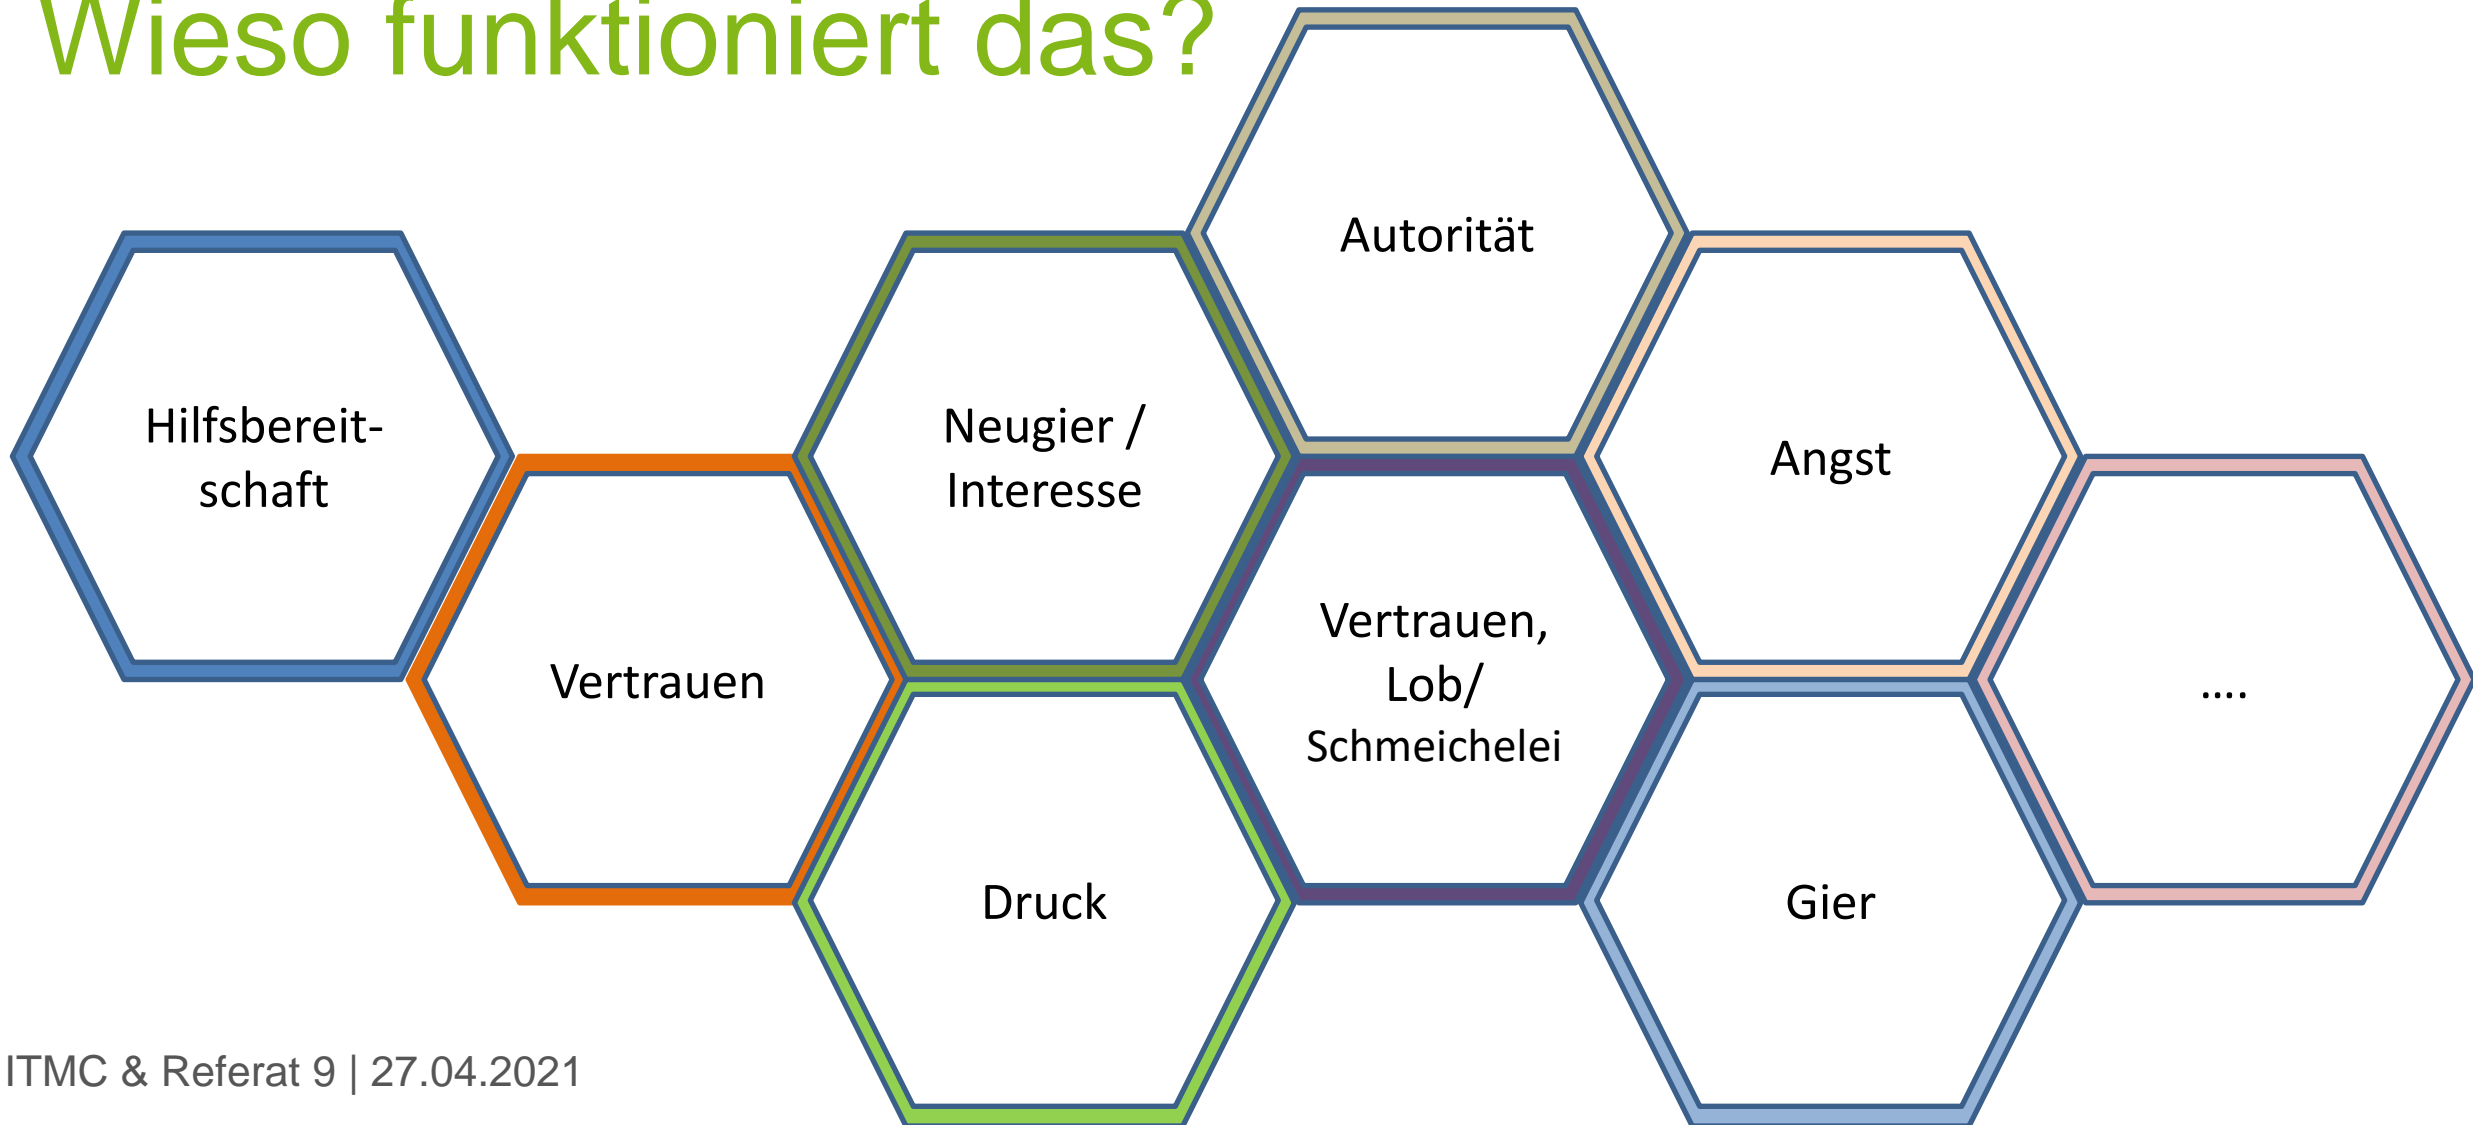 Wieso funktioniert das?
Hilfsbereit-
schaft
Vertrauen
Neugier /
Interesse
Druck
Autorität
Vertrauen,
Lob/
Schmeichelei
Angst
Gier
....
ITMC & Referat 9 | 27.04.2021